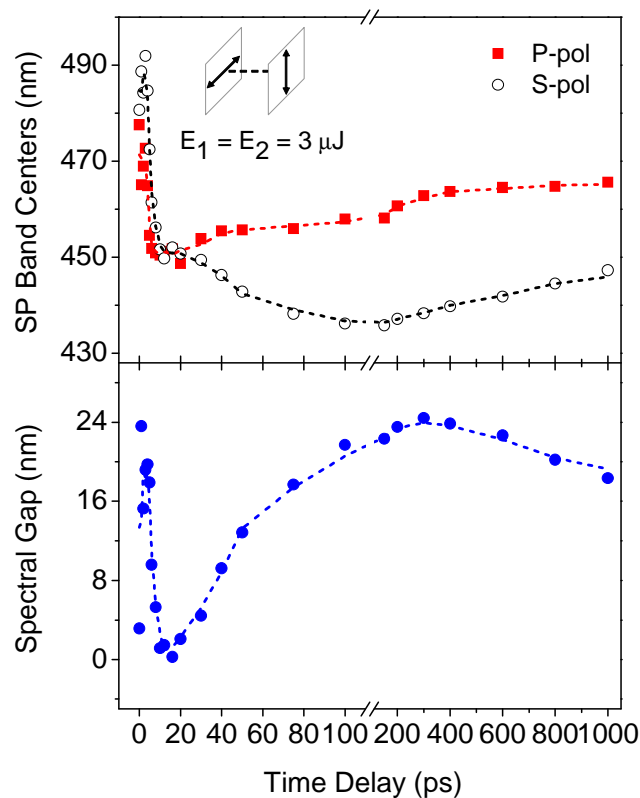 P-pol
S-pol
E1 = E2 = 3 μJ
SP Band Centers (nm)
490
470
450
430
Spectral Gap (nm)
24
16
8
0
0 20 40 60 80 100 200 400 600 800 1000
Time Delay (ps)